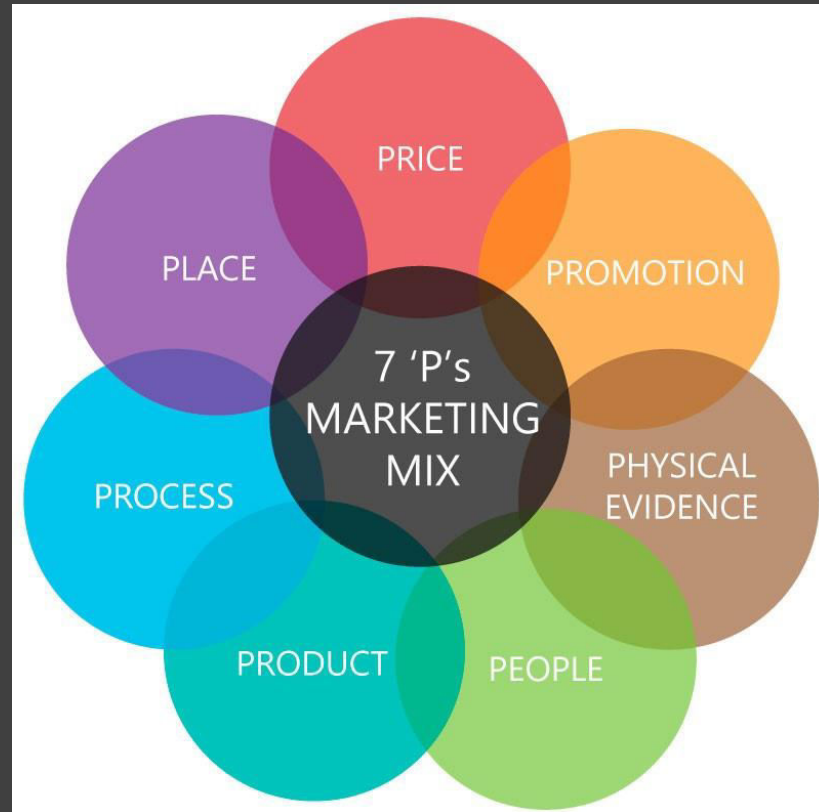 PRICE
PLACE
PROMOTION
7 ‘P’s
MARKETING
MIX
PHYSICAL
EVIDENCE
PROCESS
PRODUCT
PEOPLE